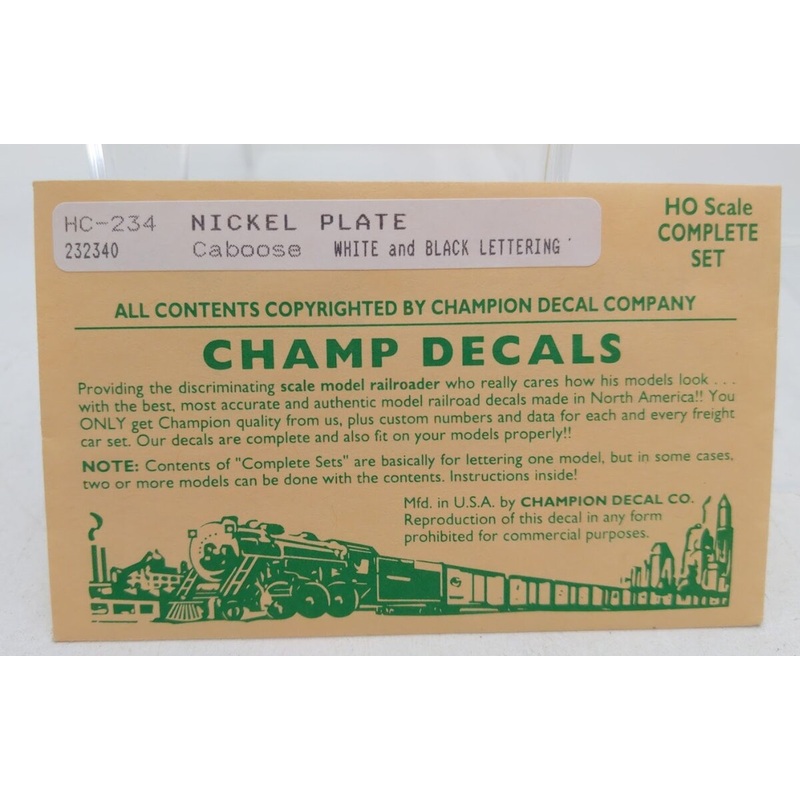 HC-234 NICKEL PLATE
232340 Caboose WHITE and BLACK LETTERING
HO Scale
COMPLETE
SET
ALL CONTENTS COPYRIGHTED BY CHAMPION DECAL COMPANY
CHAMP DECALS
Providing the discriminating scale model railroader who really cares how his models look . . .
with the best, most accurate and authentic model railroad decals made in North America!! You
ONLY get Champion quality from us, plus custom numbers and data for each and every freight
car set. Our decals are complete and also fit on your models properly!!
NOTE: Contents of "Complete Sets" are basically for lettering one model, but in some cases,
two or more models can be done with the contents. Instructions inside!
Mfd. in U.S.A. by CHAMPION DECAL CO.
Reproduction of this decal in any form
prohibited for commercial purposes.